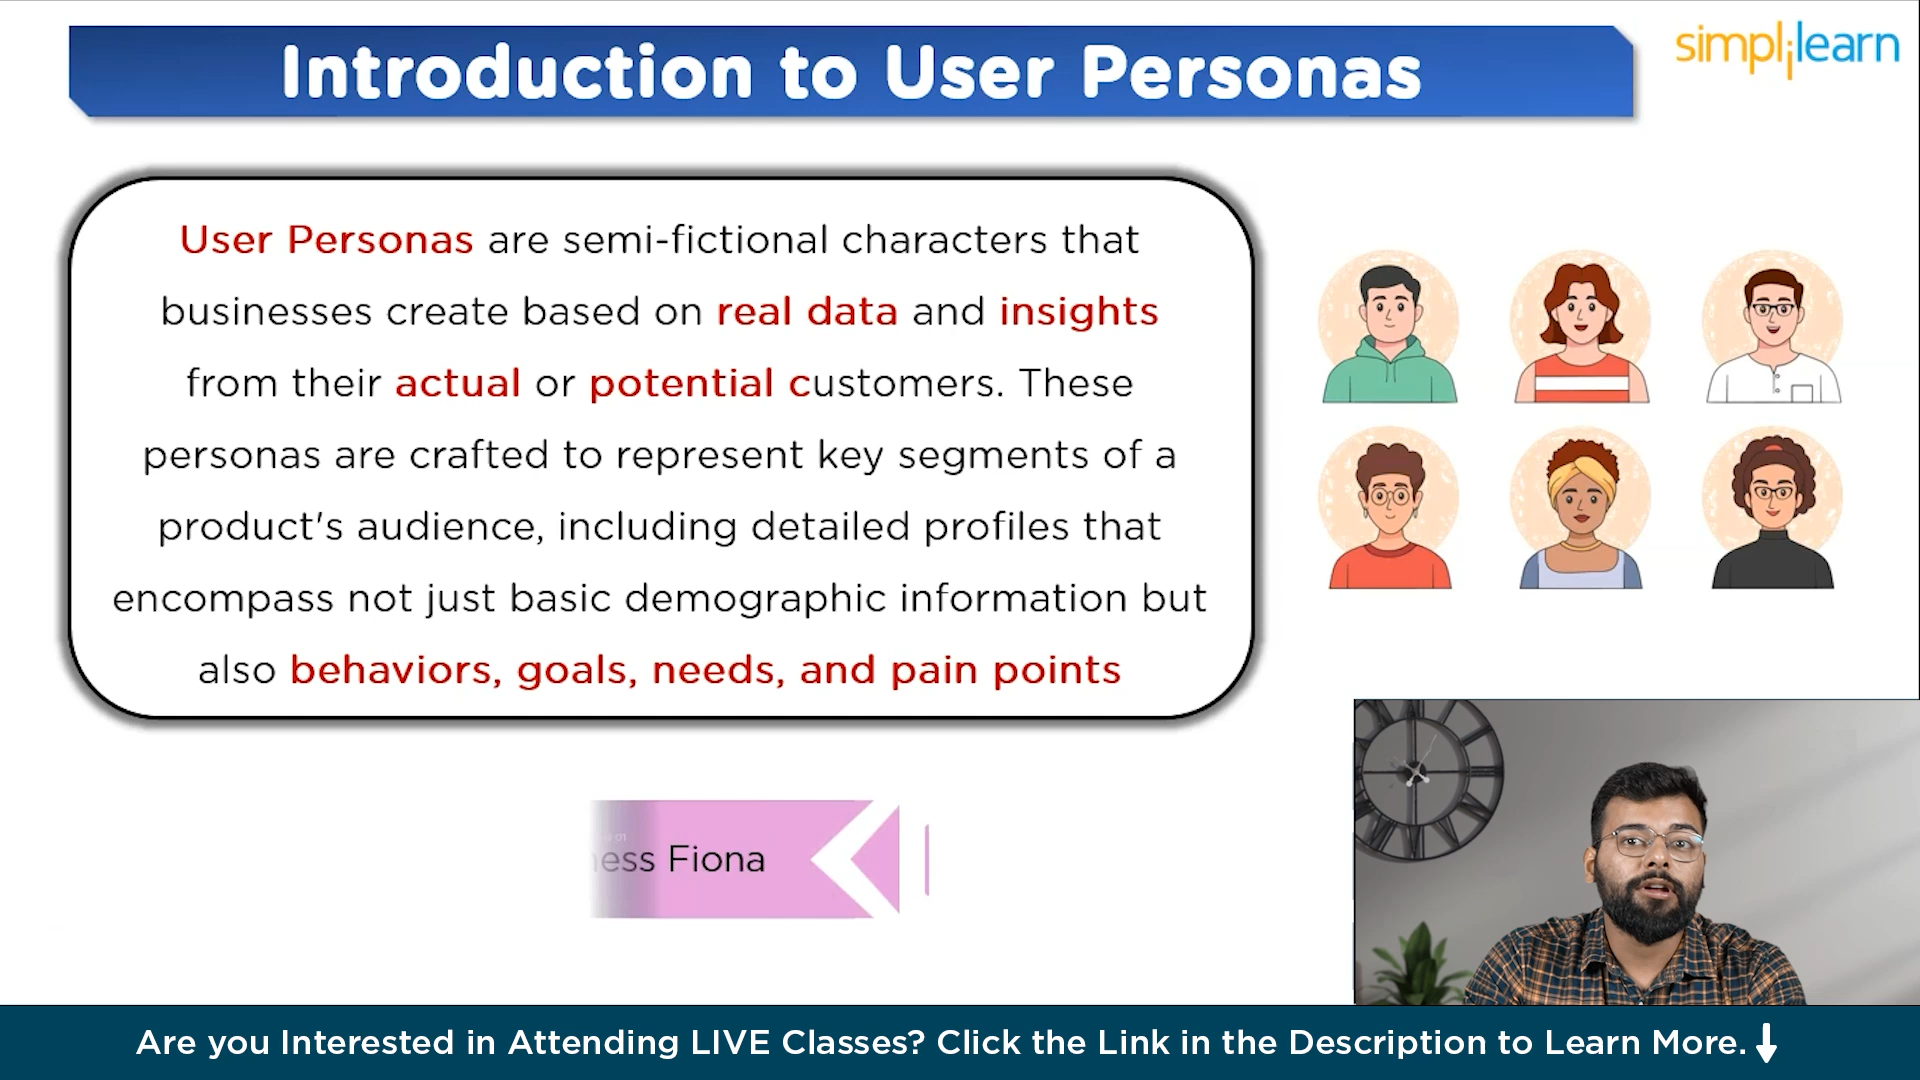 Introduction to User Personas
simplilearn
User Personas are semi-fictional characters that
businesses create based on real data and insights
from their actual or potential customers. These
personas are crafted to represent key segments of a
product's audience, including detailed profiles that
encompass not just basic demographic information but
also behaviors, goals, needs, and pain points
Fiona
Are you Interested in Attending LIVE Classes? Click the Link in the Description to Learn More.